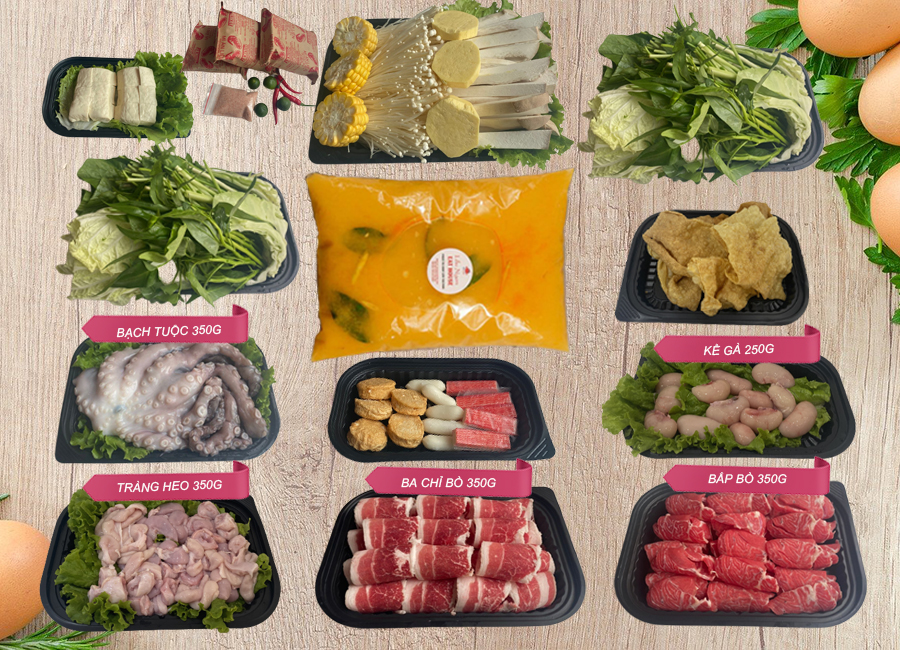 BẠCH TUỘC 350G
KÊ GÀ 250G
TRÀNG HEO 350G
BA CHỈ BÒ 350G
BẮP BÒ 350G